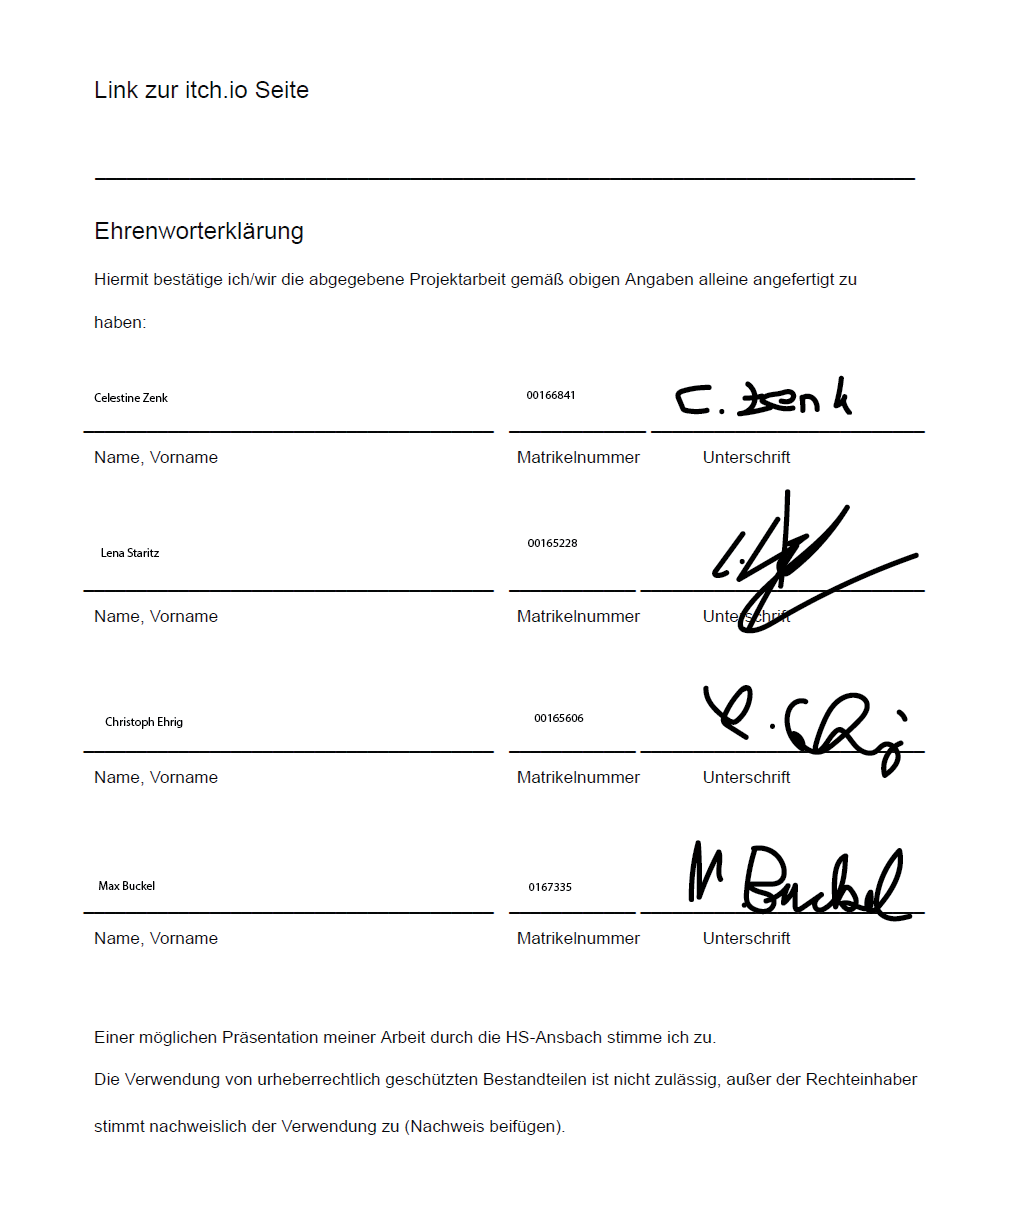 Link zur itch.io Seite
Ehrenworterklärung
Hiermit bestätige ich/wir die abgegebene Projektarbeit gemäß obigen Angaben alleine angefertigt zu
haben:
Celestine Zenk 00166841 C. Zenk
Name, Vorname Matrikelnummer Unterschrift
Lena Staritz 00165228
Name, Vorname Matrikelnummer Unterschrift
Christoph Ehrig 00165606 C. Ehrig
Name, Vorname Matrikelnummer Unterschrift
Max Buckel 0167335 M Buckel
Name, Vorname Matrikelnummer Unterschrift
Einer möglichen Präsentation meiner Arbeit durch die HS-Ansbach stimme ich zu.
Die Verwendung von urheberrechtlich geschützten Bestandteilen ist nicht zulässig, außer der Rechteinhaber
stimmt nachweislich der Verwendung zu (Nachweis beifügen).